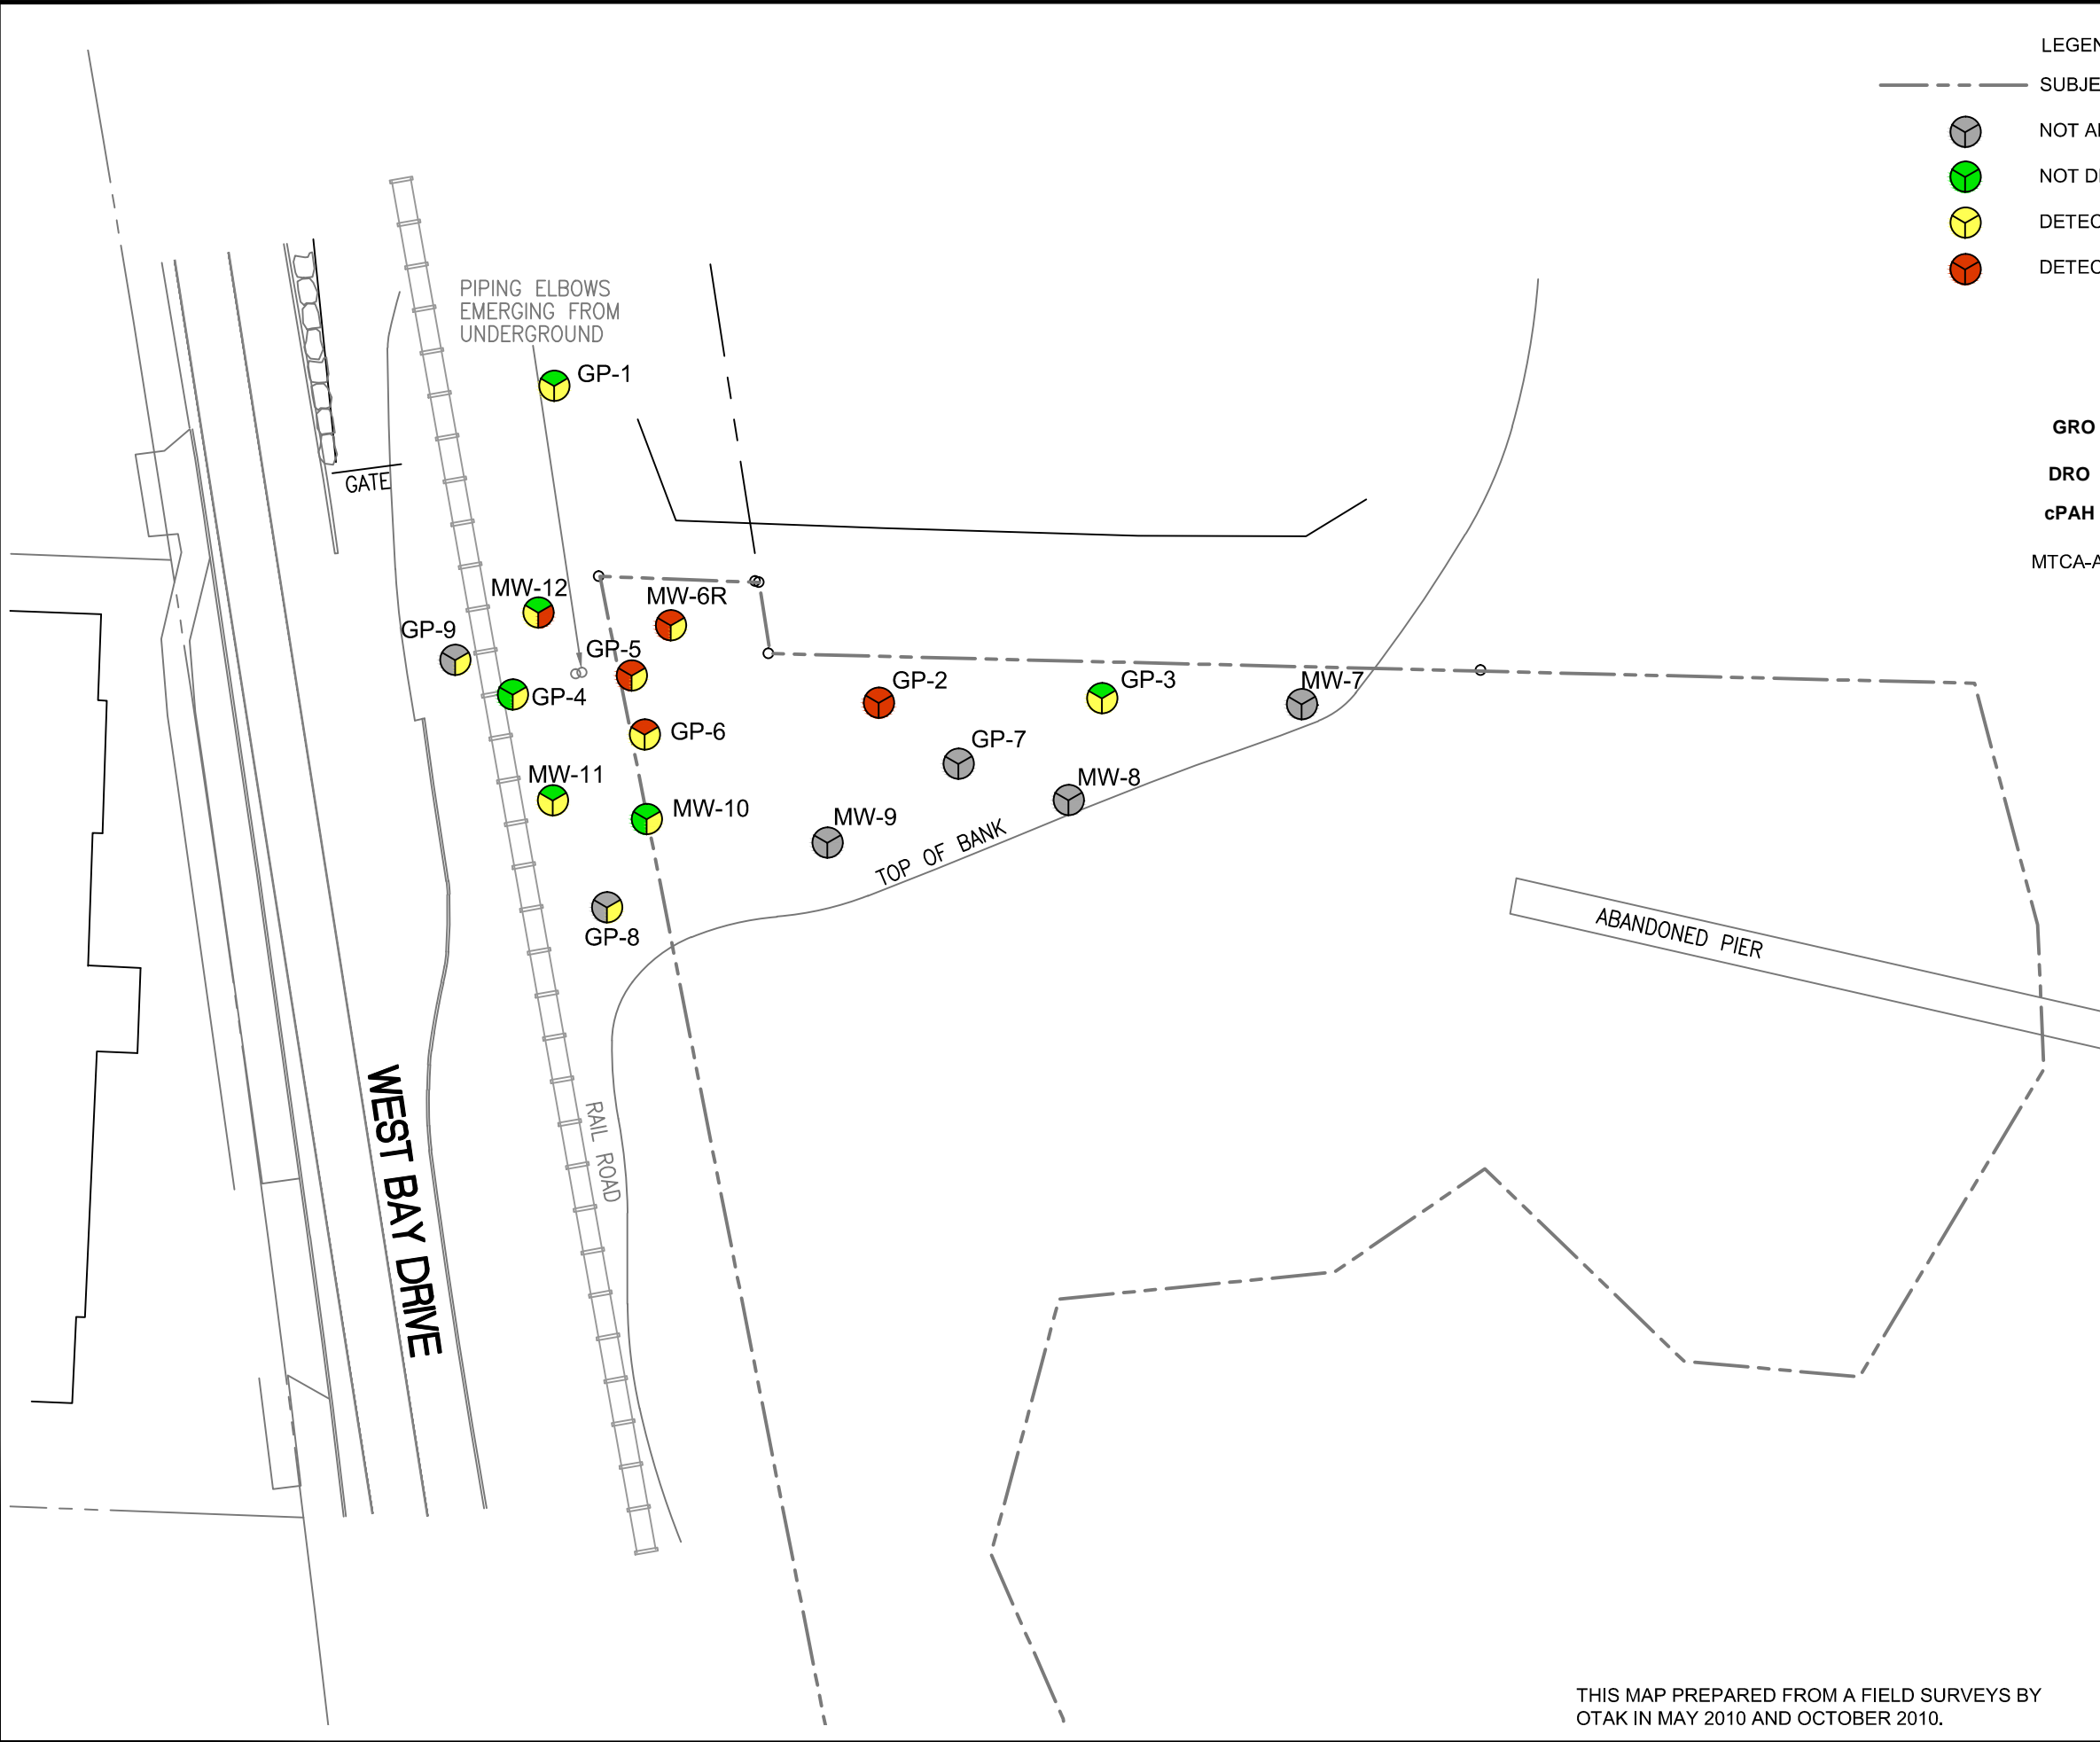 LEGEN
SUBJE
NOT A
NOT D
DETEC
DETEC
PIPING ELBOWS
EMERGING FROM
UNDERGROUND
GP-1
GRO
DRO
cPAH
MTCA-A
GATE
MW-12
MW-6R
GP-9
GP-5
GP-4
GP-2
GP-3
MW-7
GP-6
GP-7
MW-11
MW-8
MW-10
MW-9
TOP OF BANK
GP-8
ABANDONED PIER
WEST BAY DRIVE
RAIL ROAD
THIS MAP PREPARED FROM A FIELD SURVEYS BY
OTAK IN MAY 2010 AND OCTOBER 2010.